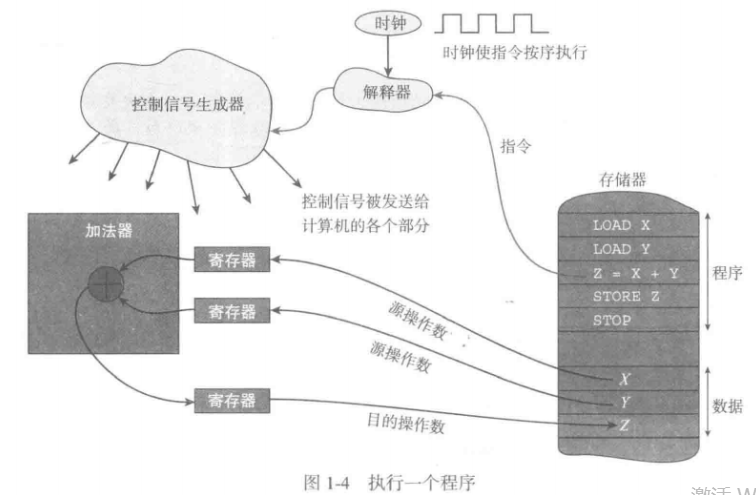 时钟
时钟使指令按序执行
解释器
控制信号生成器
指令
控制信号被发送给
计算机的各个部分
存储器
加法器
寄存器
寄存器
寄存器
LOAD X
LOAD Y
Z = X + Y
STORE Z
STOP
程序
源操作数
源操作数
目的操作数
X
Y
Z
数据
图 1-4 执行一个程序
激活 W